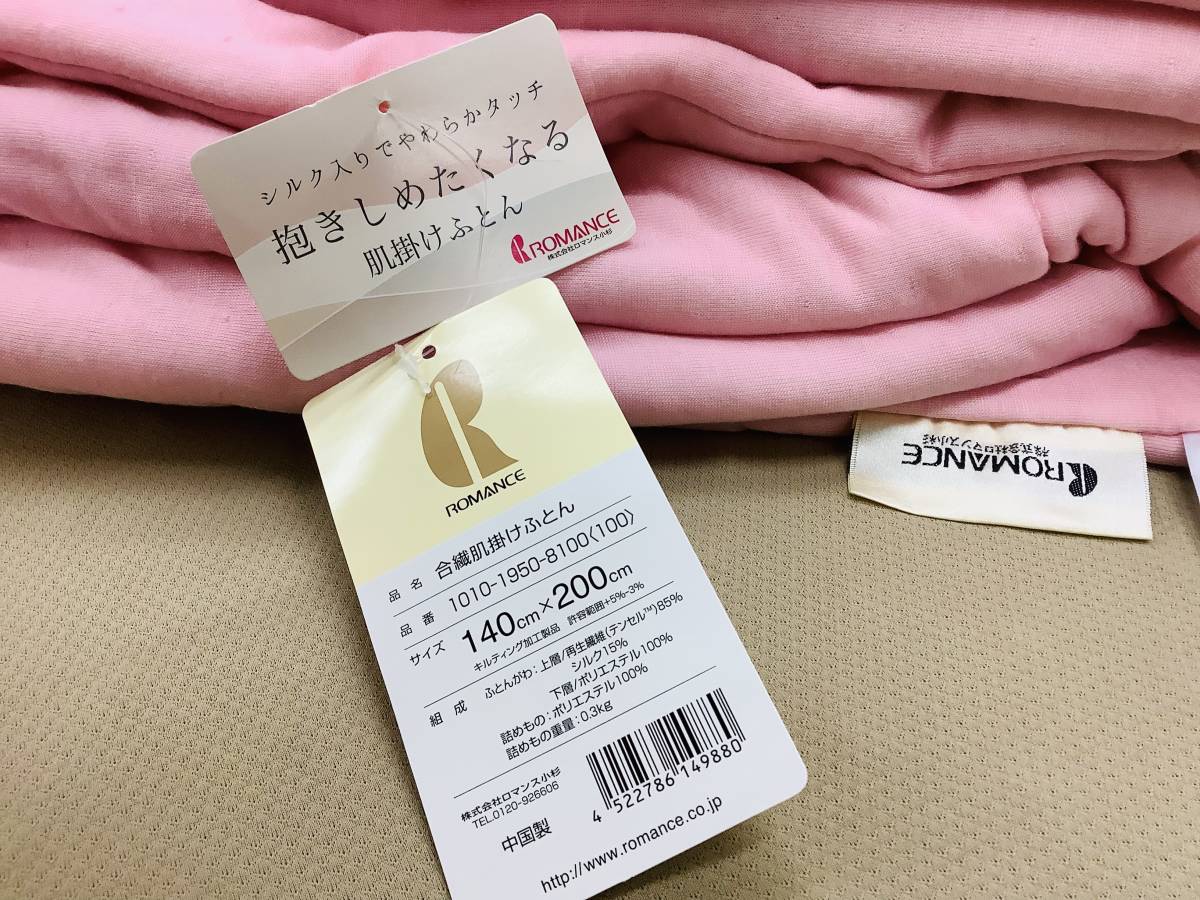 シルク入りでやわらかタッチ
抱きしめたくなる
肌掛けふとん
ROMANCE
株式会社ロマンス小杉
ROMANCE
品名 合繊肌掛けふとん
品番 1010-1950-8100〈100〉
サイズ 140cm×200cm
キルティング加工製品 許容範囲+5%-3%
組成 ふとんがわ:上層/再生繊維(テンセル™)85%
シルク15%
下層/ポリエステル100%
詰めもの:ポリエステル100%
詰めもの重量:0.3kg
株式会社ロマンス小杉
TEL.0120-926606
中国製
4 522786 149880
http://www.romance.co.jp
ROMANCE
株式会社ロマンス小杉